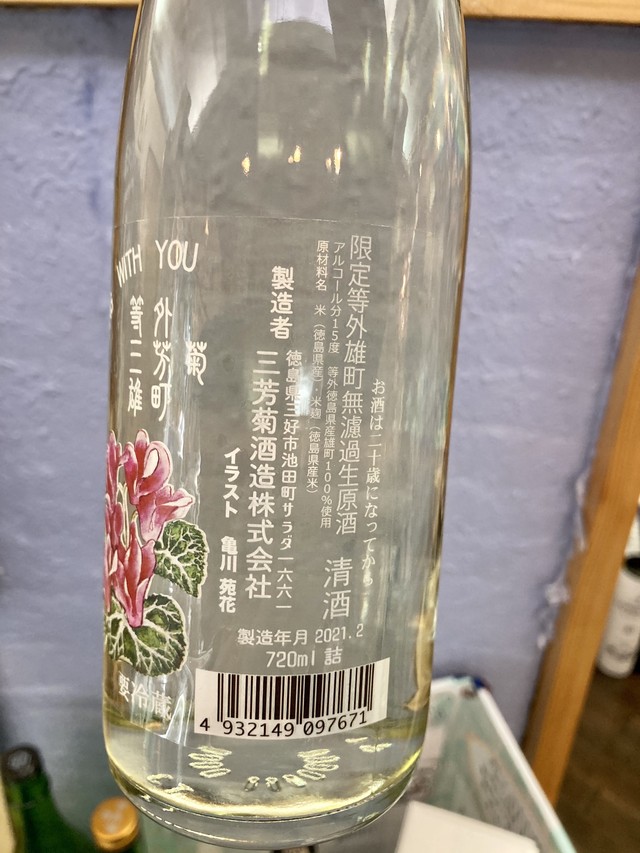 WITH YOU
菊
外芳町
等三雄
お酒は二十歳になってから
限定等外雄町無濾過生原酒 清酒
アルコール分15度 等外徳島県産雄町100%使用
原材料名 米(徳島県産)・米麹(徳島県産米)
製造者
徳島県三好市池田町サラダ一六六一
三芳菊酒造株式会社
イラスト 亀川 苑花
製造年月 2021.2
720ml 詰
要冷蔵
4 932149 097671